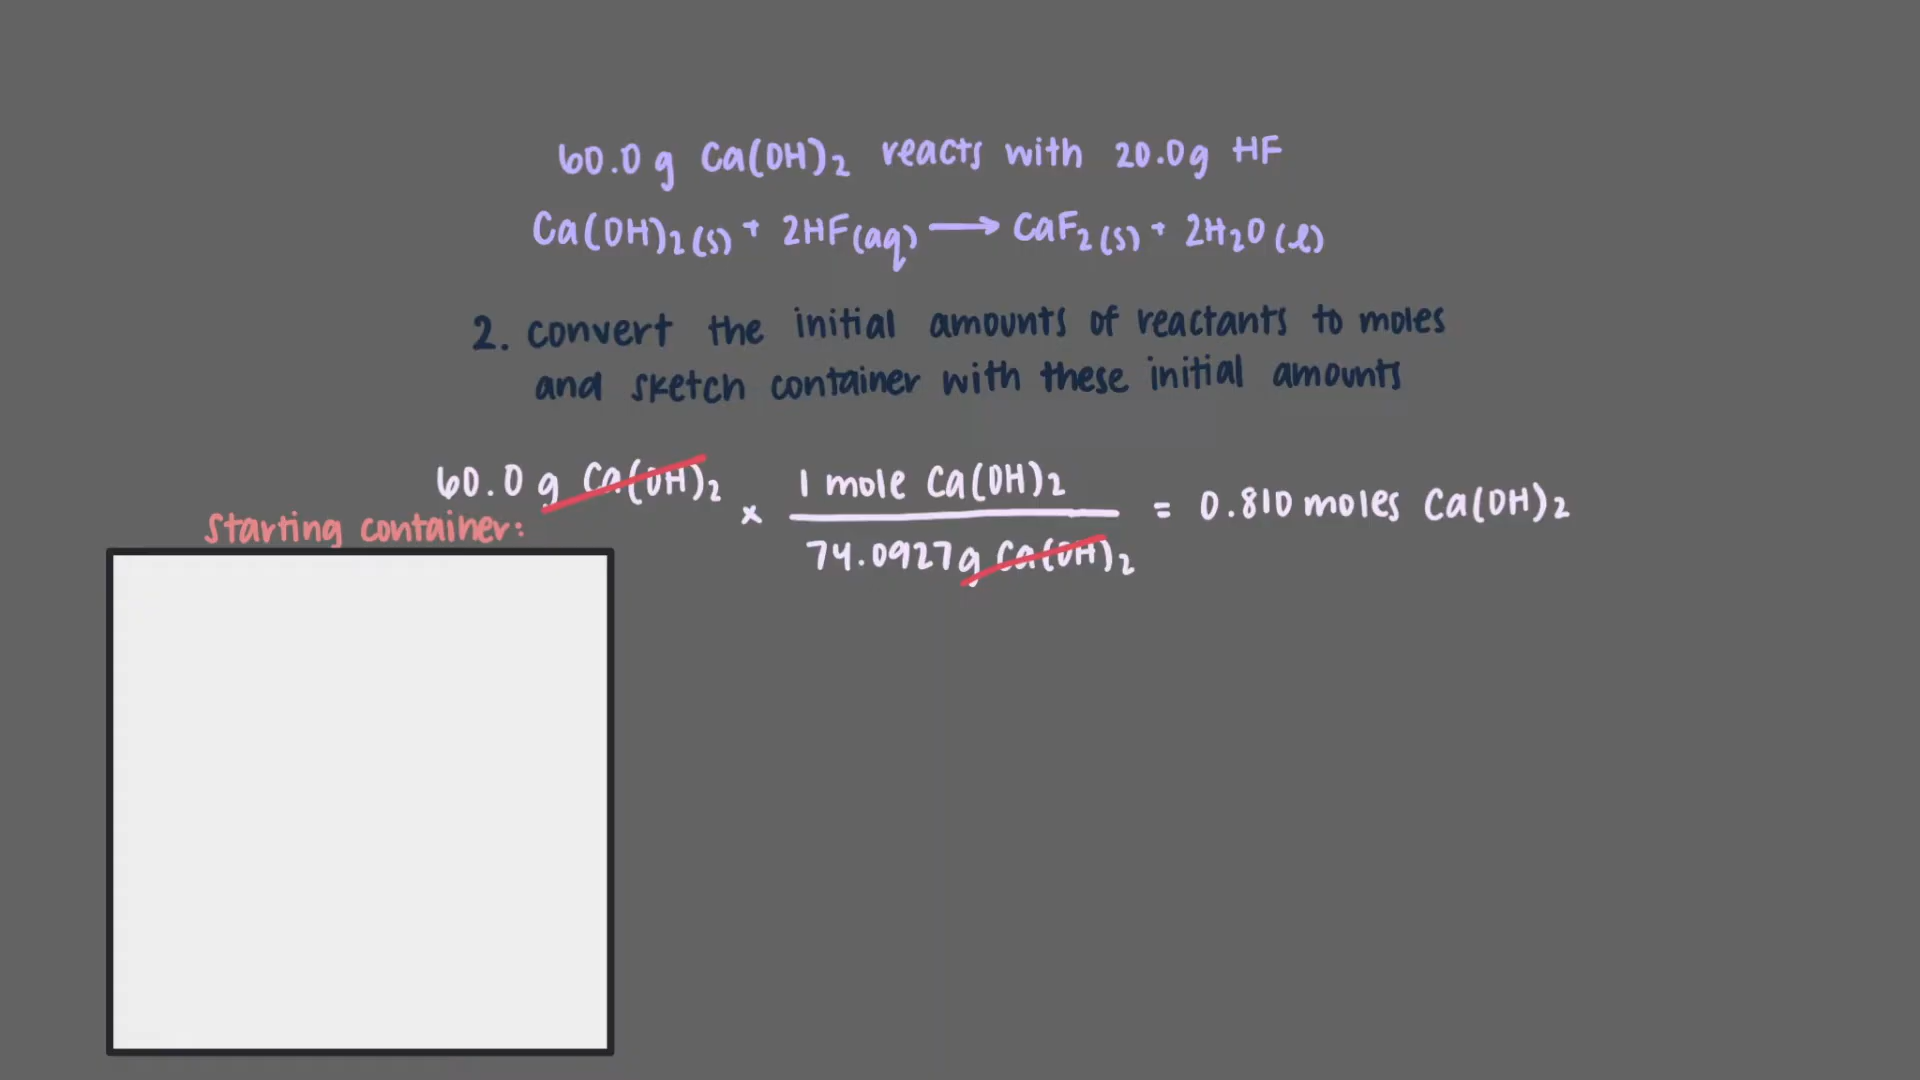 60.0 g Ca(OH)₂ reacts with 20.0g HF
Ca(OH)₂(s) + 2HF(aq) → CaF₂(s) + 2H₂O(l)
2. convert the initial amounts of reactants to moles
and sketch container with these initial amounts
60.0 g Ca(OH)₂ × 1 mole Ca(OH)₂ = 0.810 moles Ca(OH)₂
74.0927g Ca(OH)₂
Starting container: